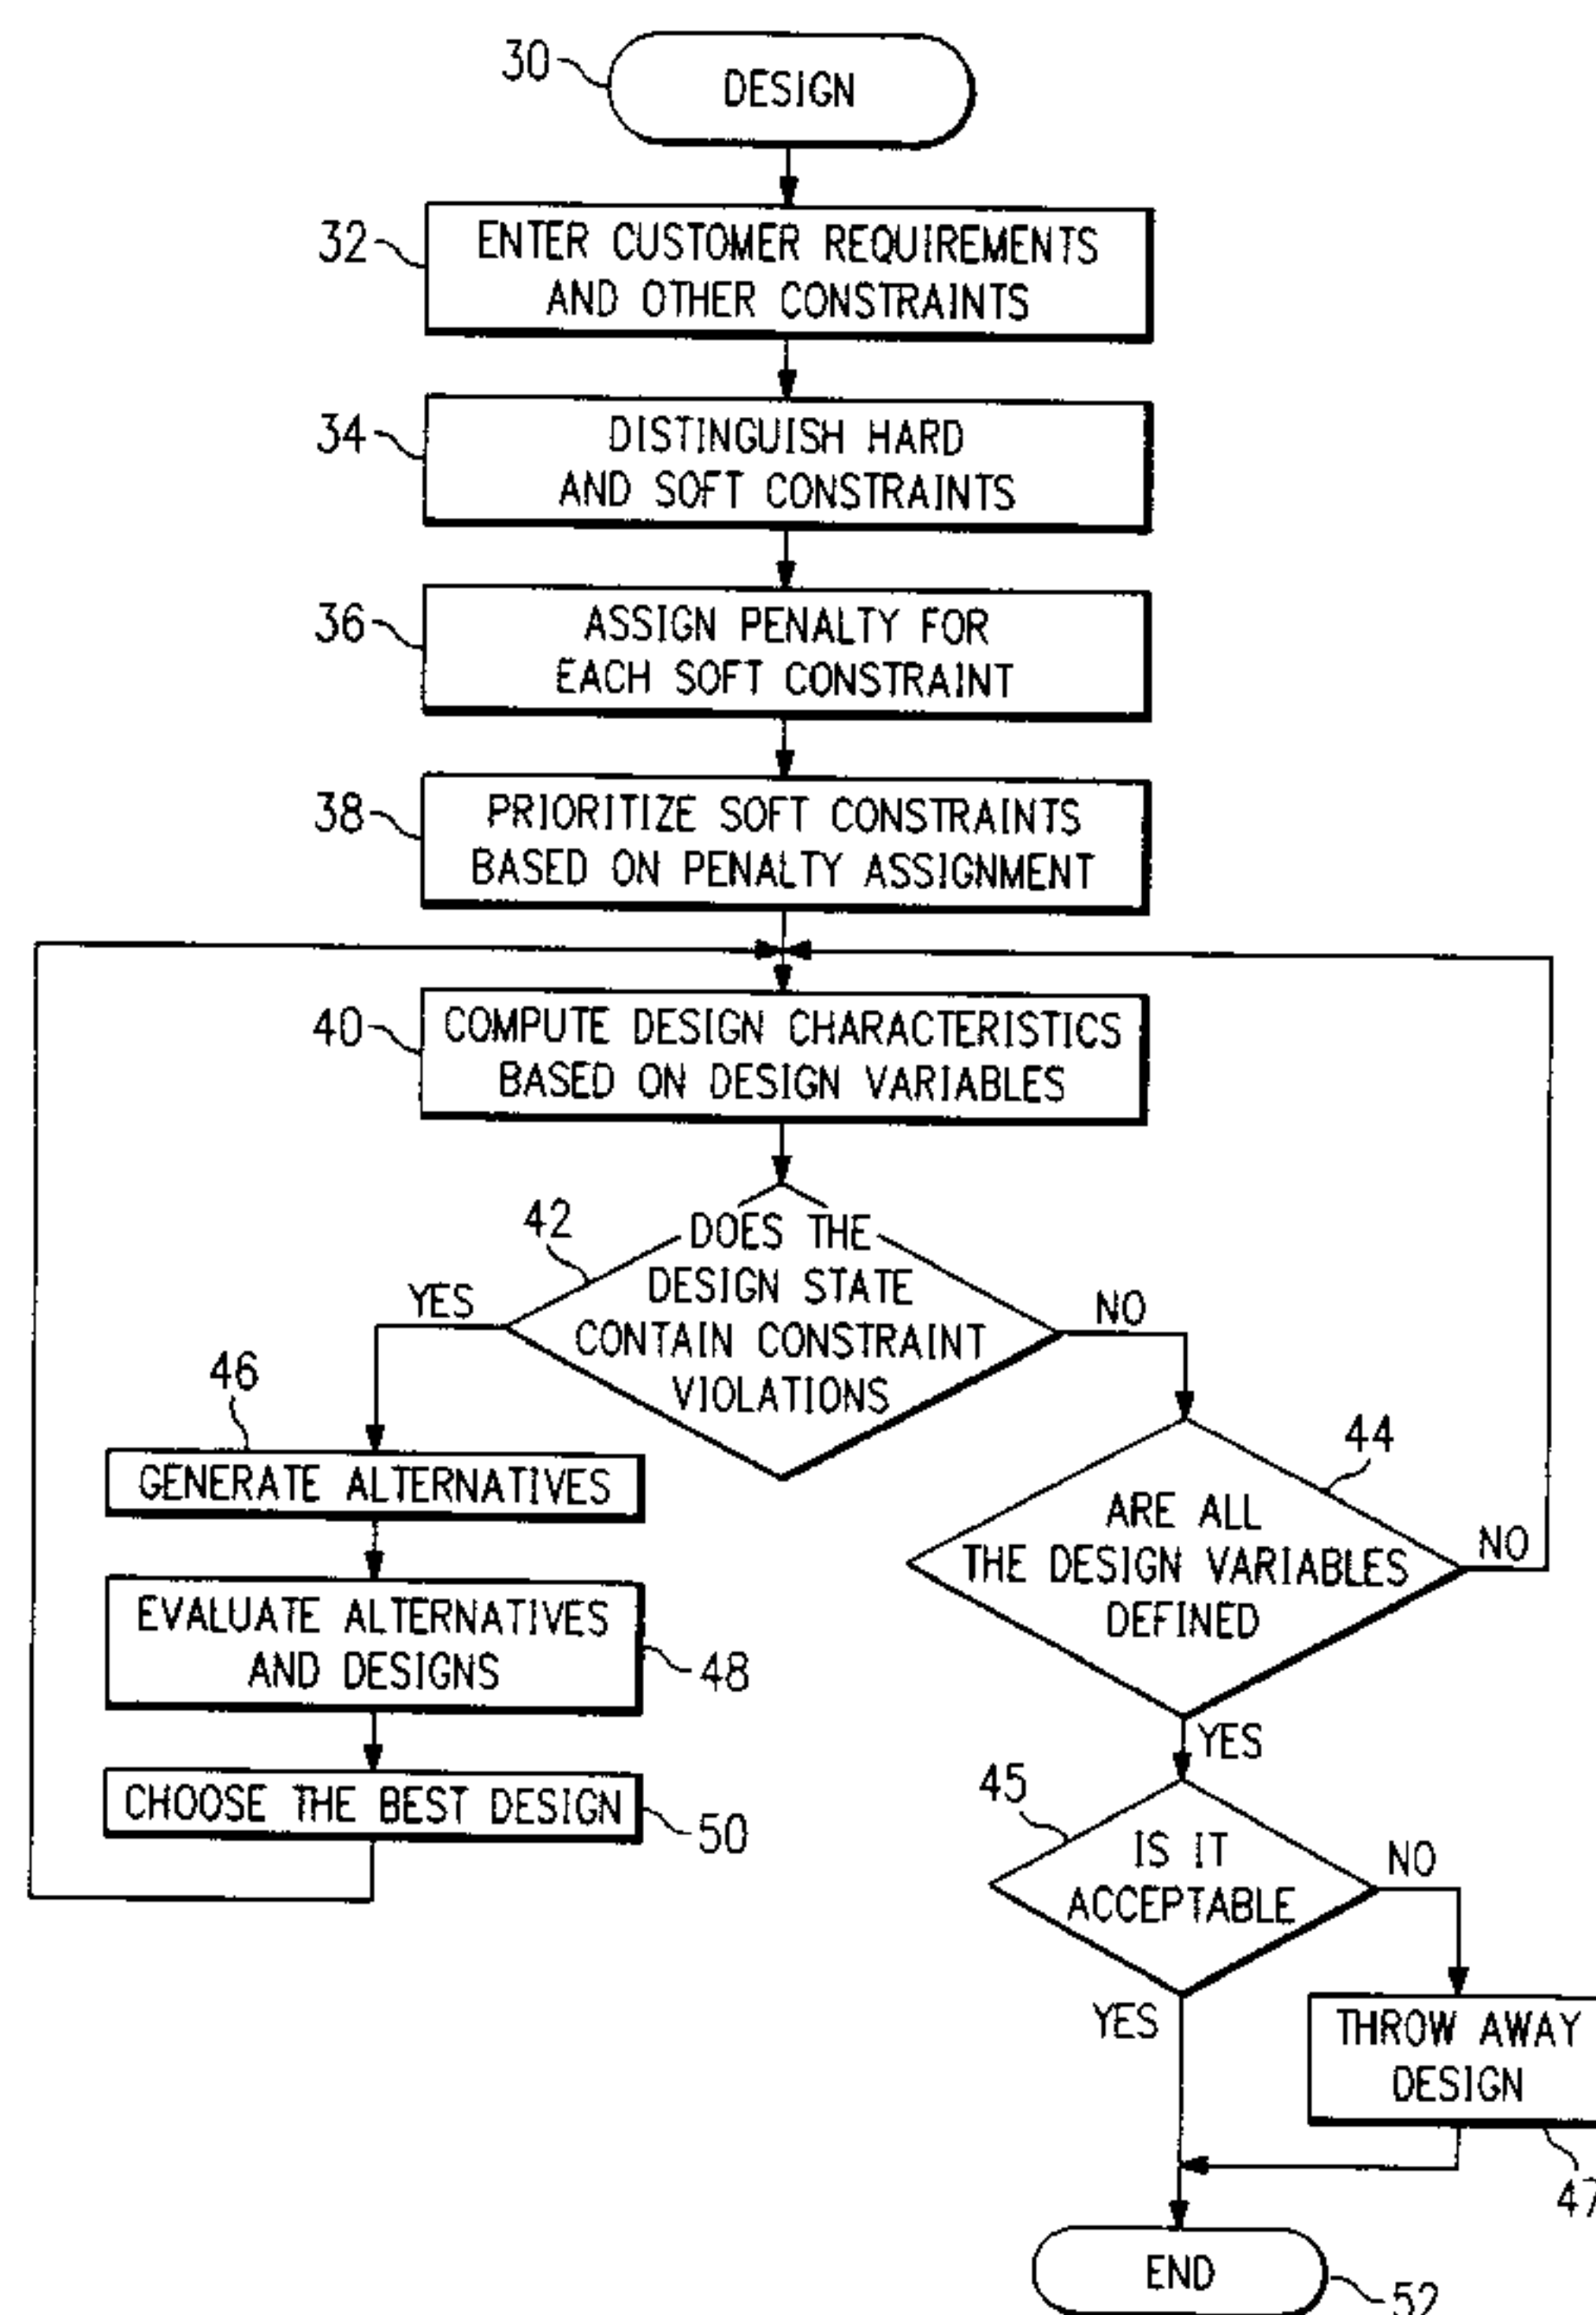 30
DESIGN
32
ENTER CUSTOMER REQUIREMENTS
AND OTHER CONSTRAINTS
34
DISTINGUISH HARD
AND SOFT CONSTRAINTS
36
ASSIGN PENALTY FOR
EACH SOFT CONSTRAINT
38
PRIORITIZE SOFT CONSTRAINTS
BASED ON PENALTY ASSIGNMENT
40
COMPUTE DESIGN CHARACTERISTICS
BASED ON DESIGN VARIABLES
42
DOES THE
DESIGN STATE
CONTAIN CONSTRAINT
VIOLATIONS
YES
NO
46
GENERATE ALTERNATIVES
EVALUATE ALTERNATIVES
AND DESIGNS
48
CHOOSE THE BEST DESIGN
50
44
ARE ALL
THE DESIGN VARIABLES
DEFINED
NO
YES
45
IS IT
ACCEPTABLE
NO
YES
THROW AWAY
DESIGN
47
END
52